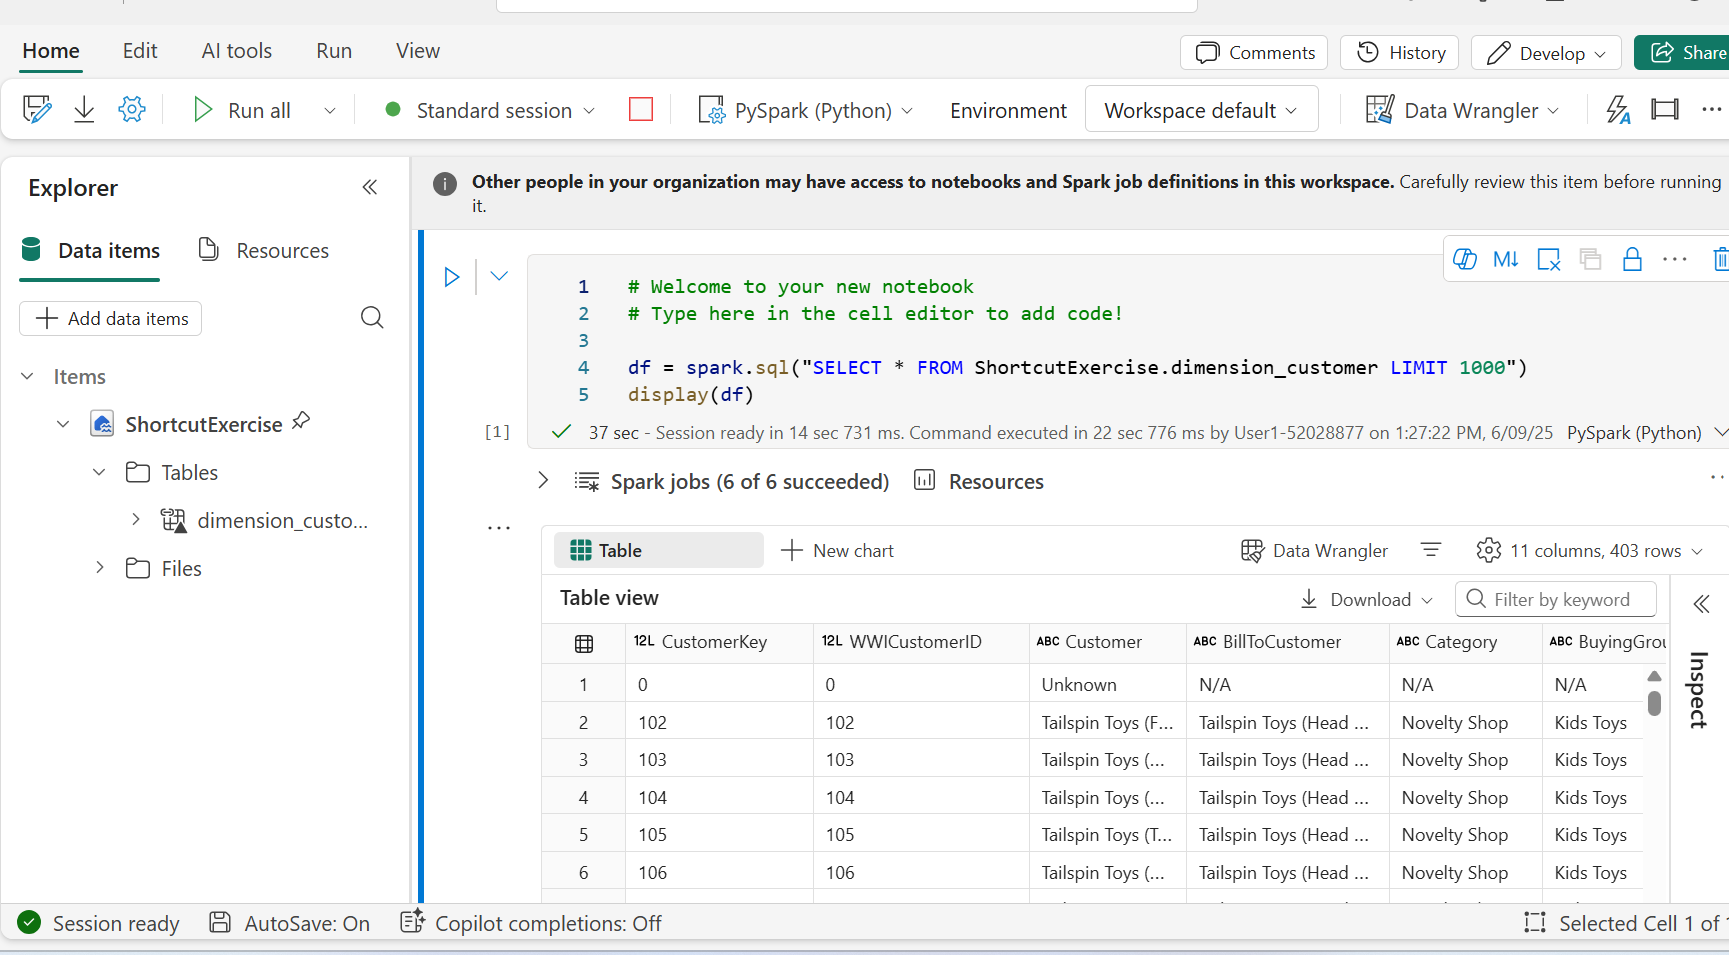 Home Edit AI tools Run View Comments History Develop Share
Run all Standard session PySpark (Python) Environment Workspace default Data Wrangler
Explorer
Other people in your organization may have access to notebooks and Spark job definitions in this workspace. Carefully review this item before running
it.
Data items Resources
Add data items
Items
ShortcutExercise
Tables
dimension_custo...
Files
M↓
1 # Welcome to your new notebook
2 # Type here in the cell editor to add code!
3
4 df = spark.sql("SELECT * FROM ShortcutExercise.dimension_customer LIMIT 1000")
5 display(df)
[1] 37 sec - Session ready in 14 sec 731 ms. Command executed in 22 sec 776 ms by User1-52028877 on 1:27:22 PM, 6/09/25 PySpark (Python)
Spark jobs (6 of 6 succeeded) Resources
Table New chart Data Wrangler 11 columns, 403 rows
Table view Download Filter by keyword
12L CustomerKey 12L WWICustomerID ABC Customer ABC BillToCustomer ABC Category ABC BuyingGrou
1 0 0 Unknown N/A N/A N/A
2 102 102 Tailspin Toys (F... Tailspin Toys (Head ... Novelty Shop Kids Toys
3 103 103 Tailspin Toys (... Tailspin Toys (Head ... Novelty Shop Kids Toys
4 104 104 Tailspin Toys (... Tailspin Toys (Head ... Novelty Shop Kids Toys
5 105 105 Tailspin Toys (T... Tailspin Toys (Head ... Novelty Shop Kids Toys
6 106 106 Tailspin Toys (... Tailspin Toys (Head ... Novelty Shop Kids Toys
Inspect
Session ready AutoSave: On Copilot completions: Off Selected Cell 1 of